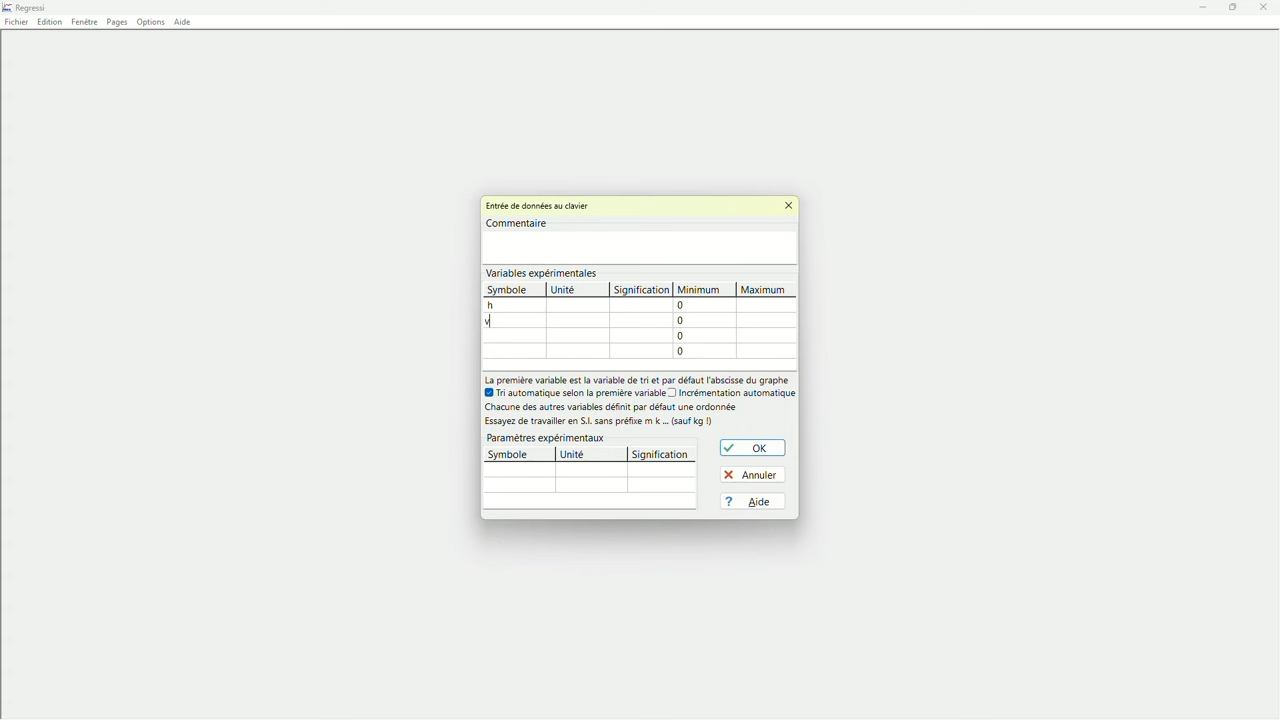 Regressi
Fichier Edition Fenêtre Pages Options Aide
Entrée de données au clavier
Commentaire
Variables expérimentales
Symbole Unité Signification Minimum Maximum
h 0
v 0
0
0
La première variable est la variable de tri et par défaut l'abscisse du graphe
Tri automatique selon la première variable Incrémentation automatique
Chacune des autres variables définit par défaut une ordonnée
Essayez de travailler en S.I. sans préfixe m k ... (sauf kg !)
Paramètres expérimentaux
Symbole Unité Signification
OK
Annuler
? Aide